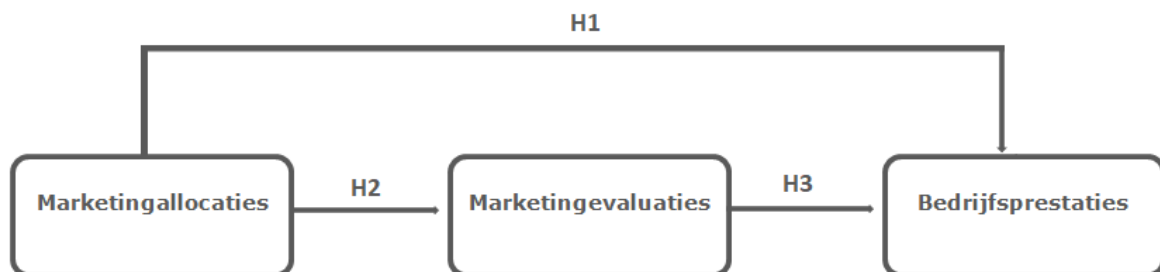 H1
Marketingallocaties
H2
Marketingevaluaties
H3
Bedrijfsprestaties